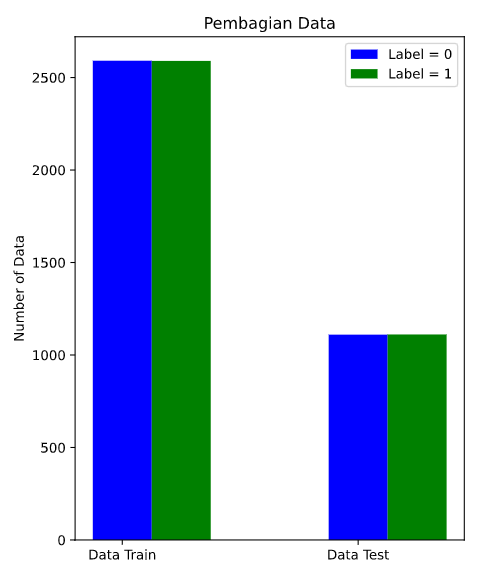 Pembagian Data
Label = 0
Label = 1
Number of Data
2500
2000
1500
1000
500
0
Data Train
Data Test